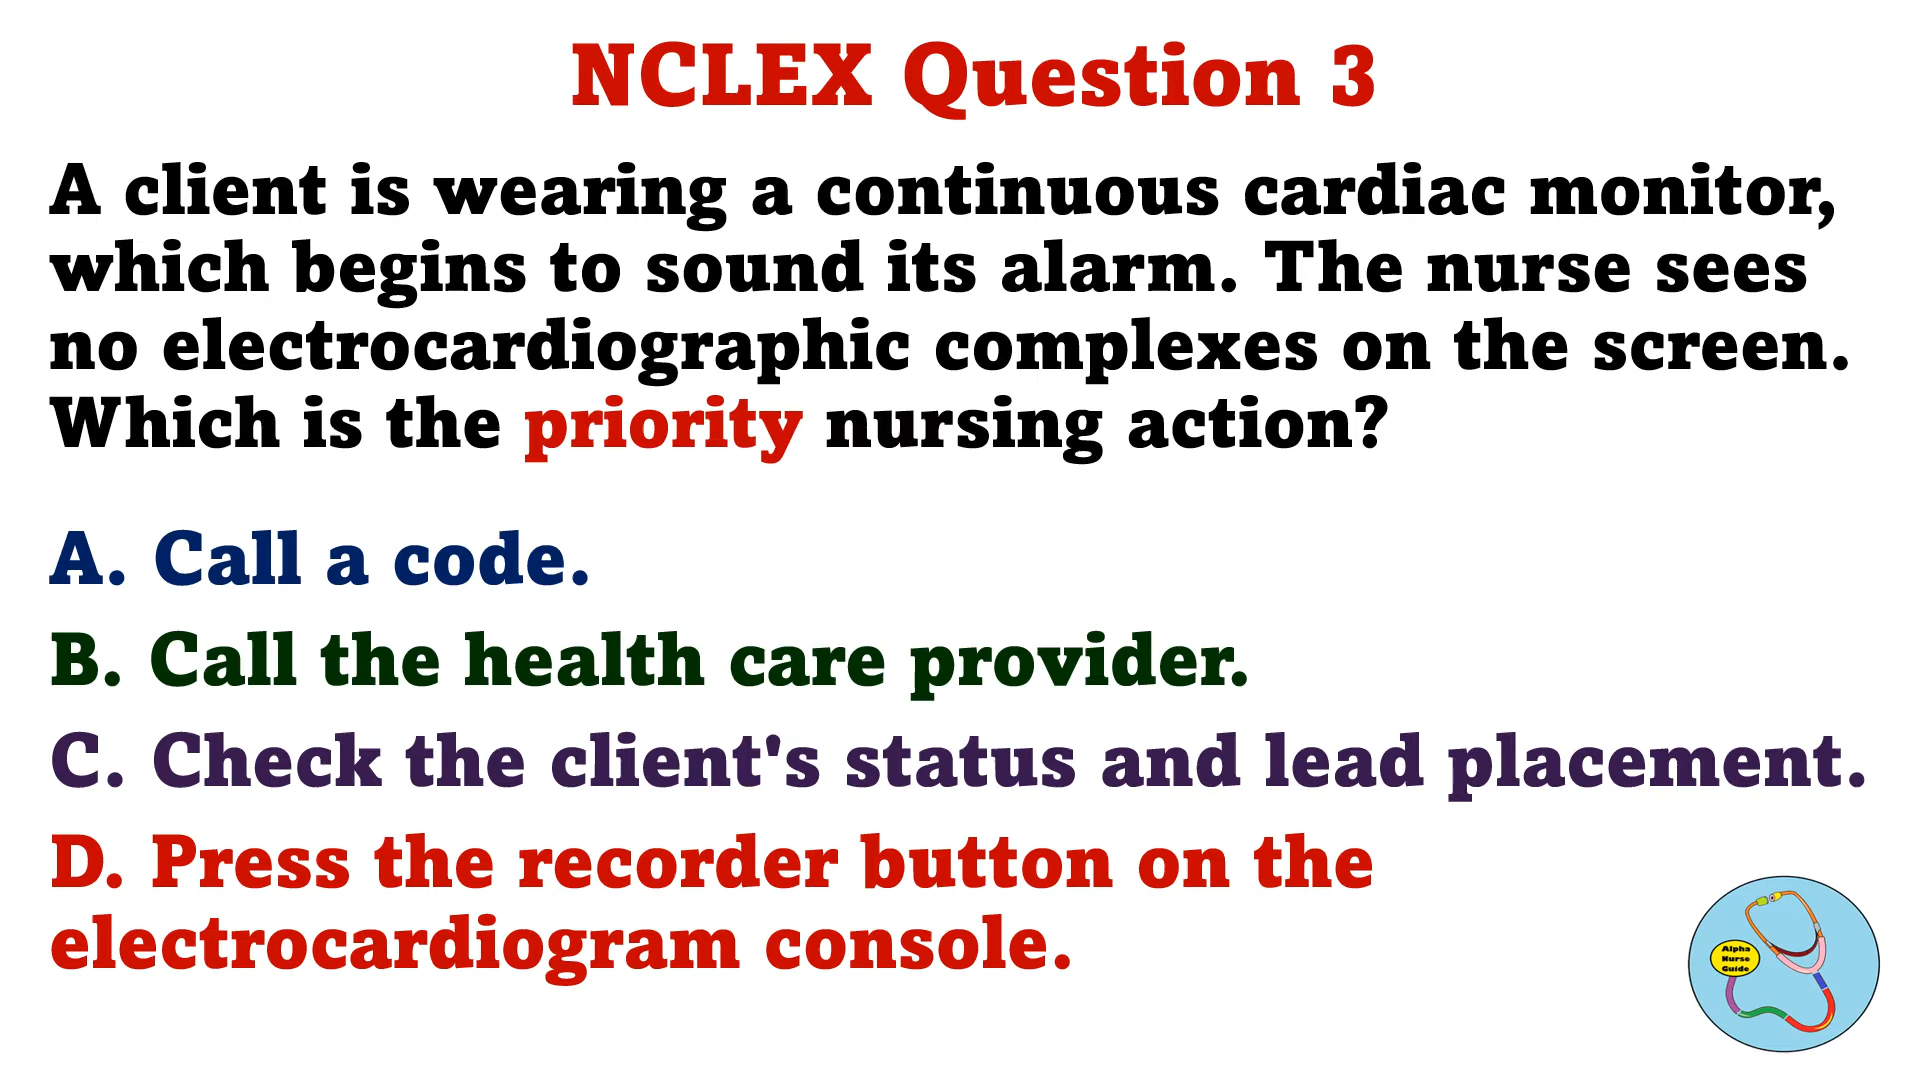 NCLEX Question 3
A client is wearing a continuous cardiac monitor,
which begins to sound its alarm. The nurse sees
no electrocardiographic complexes on the screen.
Which is the priority nursing action?
A. Call a code.
B. Call the health care provider.
C. Check the client's status and lead placement.
D. Press the recorder button on the
electrocardiogram console.
Alpha
Nurse
Guide